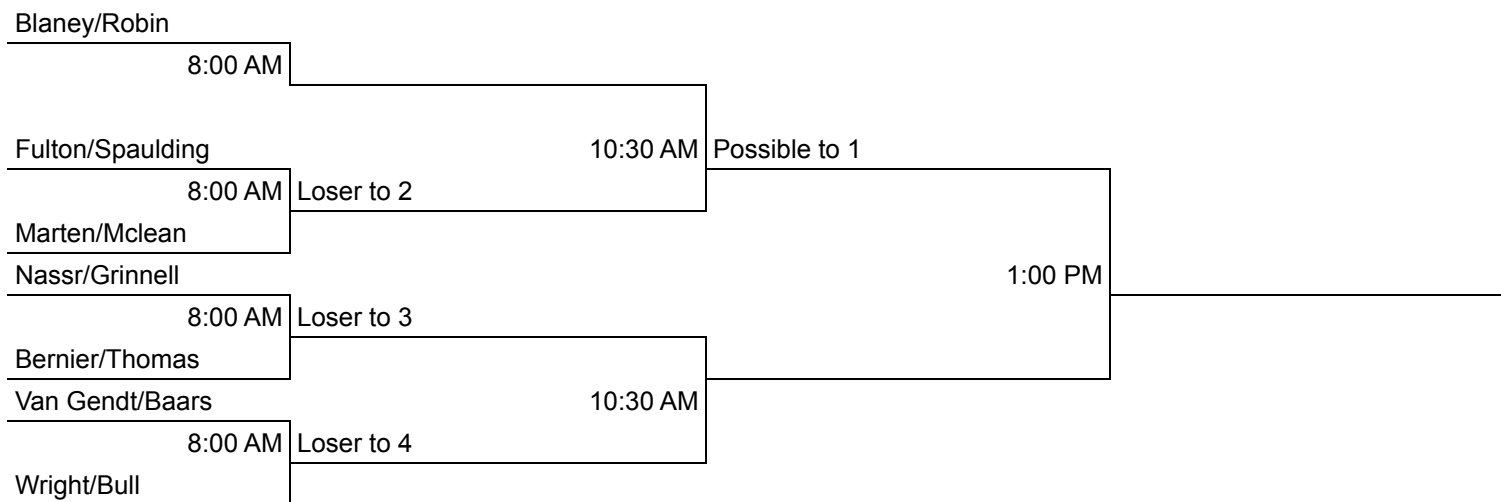 Blaney/Robin
8:00 AM
Fulton/Spaulding
10:30 AM
Possible to 1
8:00 AM
Loser to 2
Marten/Mclean
Nassr/Grinnell
1:00 PM
8:00 AM
Loser to 3
Bernier/Thomas
Van Gendt/Baars
10:30 AM
8:00 AM
Loser to 4
Wright/Bull